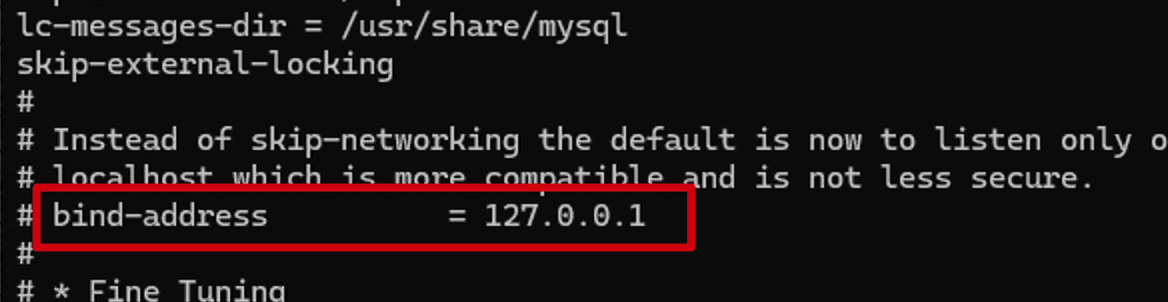 lc-messages-dir = /usr/share/mysql
skip-external-locking
#
# Instead of skip-networking the default is now to listen only o
# localhost which is more compatible and is not less secure.
# bind-address          = 127.0.0.1
#
# * Fine Tuning